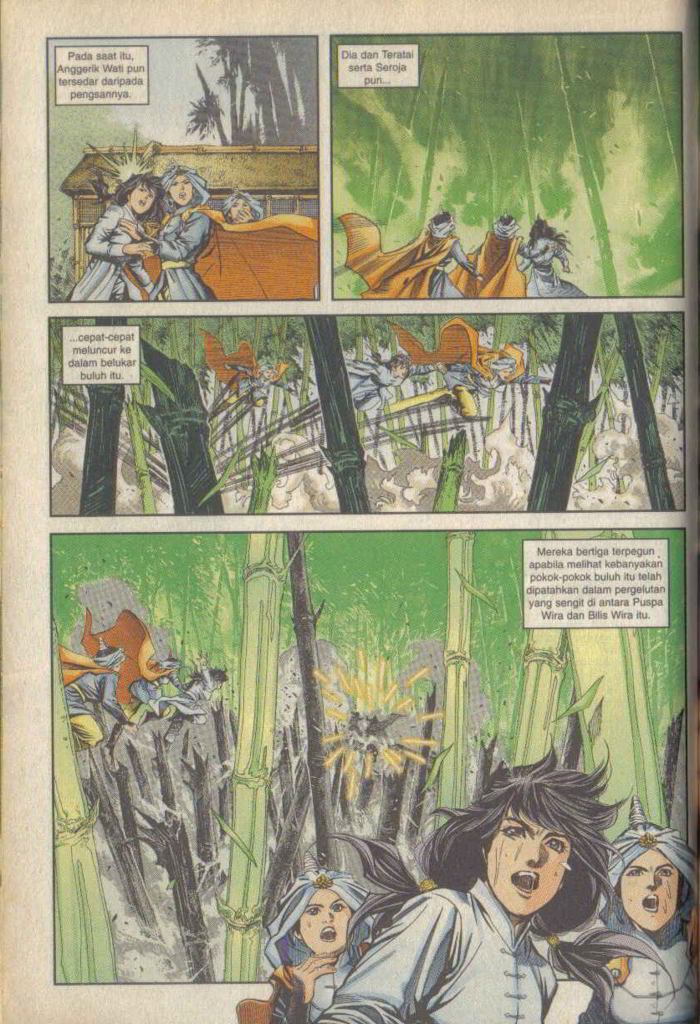 Pada saat itu,
Anggerik Wati pun
tersedar daripada
pengsannya.
Dia dan Teratai
serta Seroja
pun...
...cepat-cepat
meluncur ke
dalam belukar
buluh itu.
Mereka bertiga terpegun
apabila melihat kebanyakan
pokok-pokok buluh itu telah
dipatahkan dalam pergelutan
yang sengit di antara Puspa
Wira dan Bilis Wira itu.